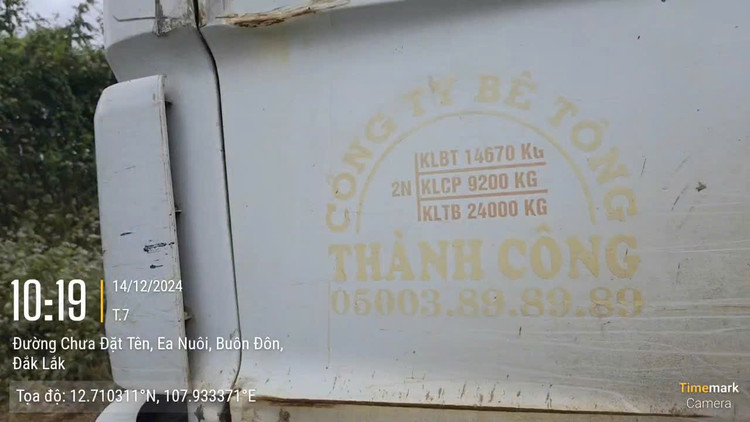 CÔNG TY BÊ TÔNG
2N
KLBT 14670 KG
KLCP 9200 KG
KLTB 24000 KG
THÀNH CÔNG
05003.89.89.89
10:19
14/12/2024
T.7
Đường Chưa Đặt Tên, Ea Nuôi, Buôn Đôn,
Đắk Lắk
Tọa độ: 12.710311°N, 107.933371°E
Timemark
Camera